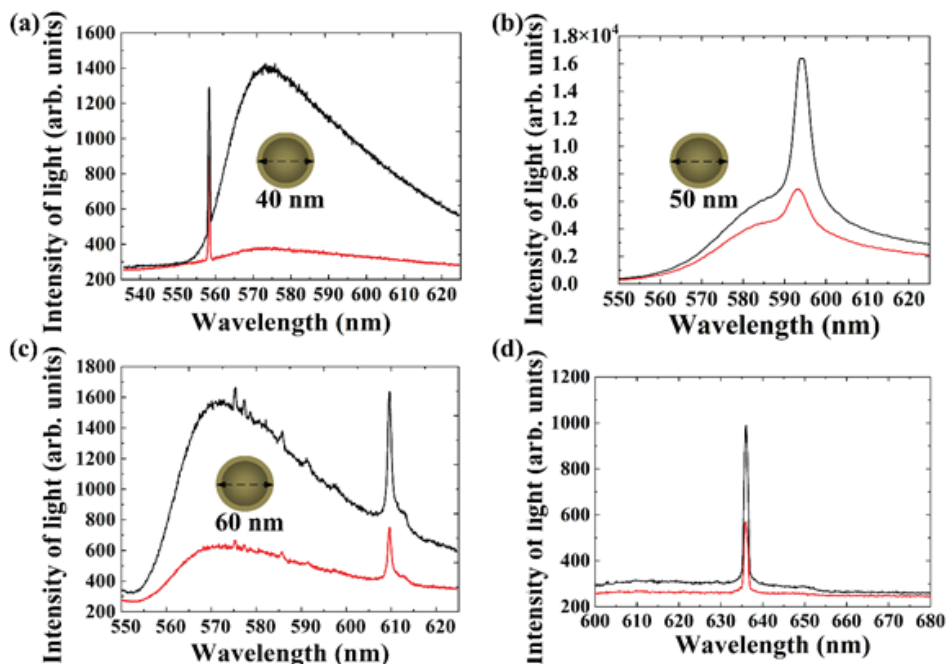 (a)
Intensity of light (arb. units)
1600
1400
1200
1000
800
600
400
200
40 nm
540 550 560 570 580 590 600 610 620
Wavelength (nm)
(b)
Intensity of light (arb. units)
1.8×10⁴
1.6
1.4
1.2
1.0
0.8
0.6
0.4
0.2
0.0
50 nm
550 560 570 580 590 600 610 620
Wavelength (nm)
(c)
Intensity of light (arb. units)
1800
1600
1400
1200
1000
800
600
400
200
60 nm
550 560 570 580 590 600 610 620
Wavelength (nm)
(d)
Intensity of light (arb. units)
1200
1000
800
600
400
200
600 610 620 630 640 650 660 670 680
Wavelength (nm)